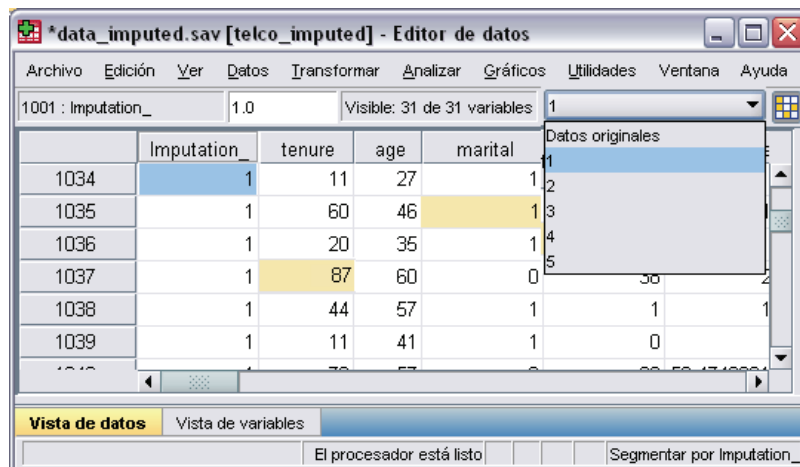 *data_imputed.sav [telco_imputed] - Editor de datos
Archivo Edición Ver Datos Transformar Analizar Gráficos Utilidades Ventana Ayuda
1001 : Imputation_ 1.0 Visible: 31 de 31 variables 1
Datos originales
1
2
3
4
5
Imputation_ tenure age marital
1034 1 11 27 1
1035 1 60 46 1
1036 1 20 35 1
1037 1 87 60 0
1038 1 44 57 1 1 1
1039 1 11 41 1 0
Vista de datos Vista de variables
El procesador está listo Segmentar por Imputation_